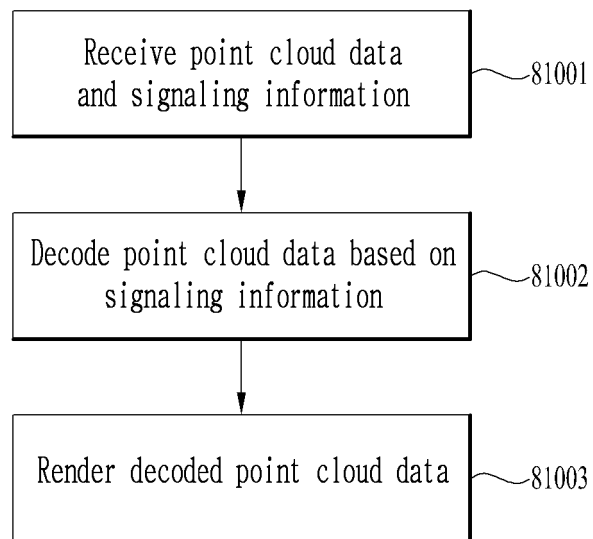 Receive point cloud data
and signaling information
81001
Decode point cloud data based on
signaling information
81002
Render decoded point cloud data
81003